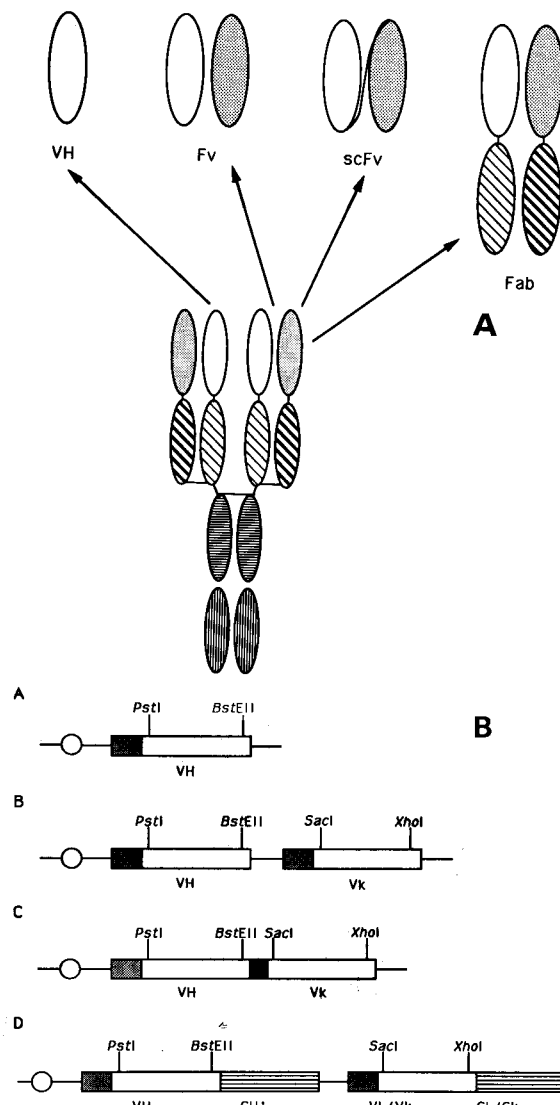 VH
Fv
scFv
Fab
A
A
PstI BstEII
VH
B
B
PstI BstEII SacI XhoI
VH Vk
C
PstI BstEII SacI XhoI
VH Vk
D
PstI BstEII SacI XhoI
VH